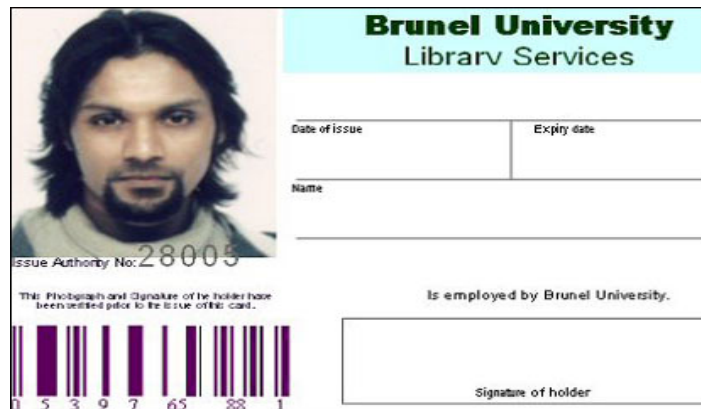 Brunel University
Library Services
Date of issue
Expiry date
Name
Issue Authority No: 28005
This Photograph and Signature of he holder have
been verified prior to the issue of this card.
Is employed by Brunel University.
0 5 3 9 7 65 88 1
Signature of holder